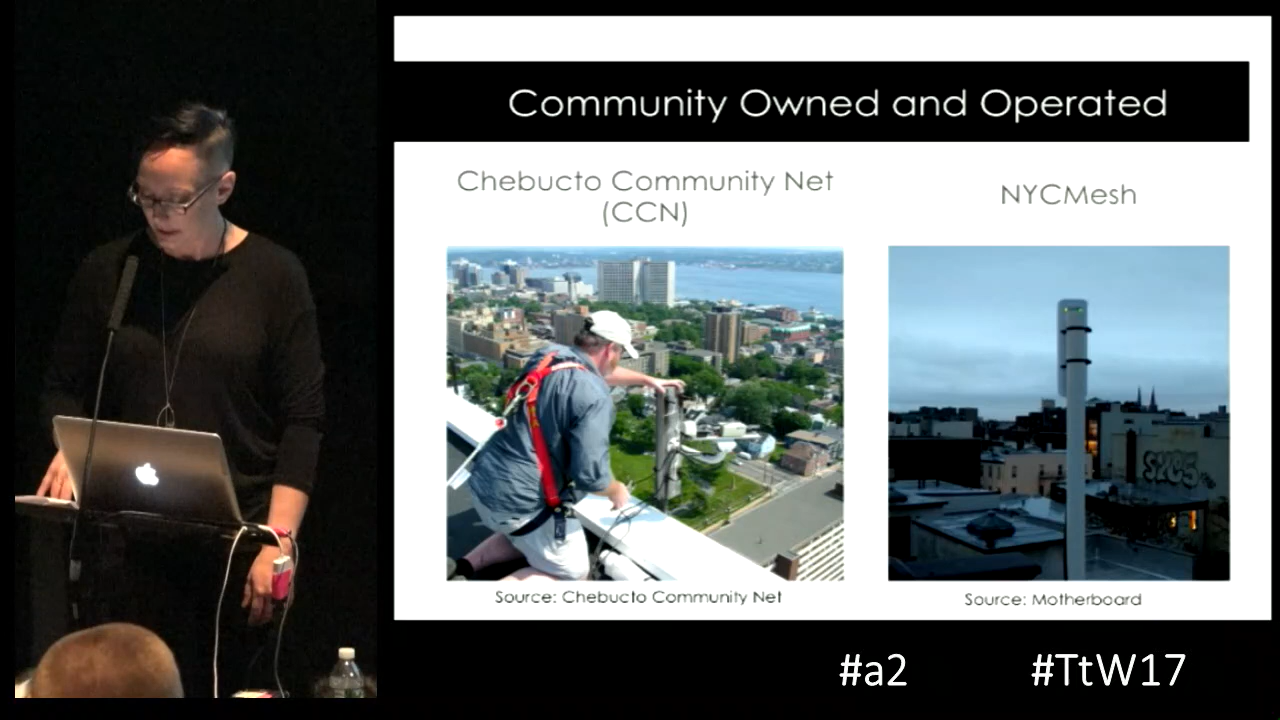 Community Owned and Operated
Chebucto Community Net
(CCN)
NYCMesh
Source: Chebucto Community Net
Source: Motherboard
#a2
#TtW17